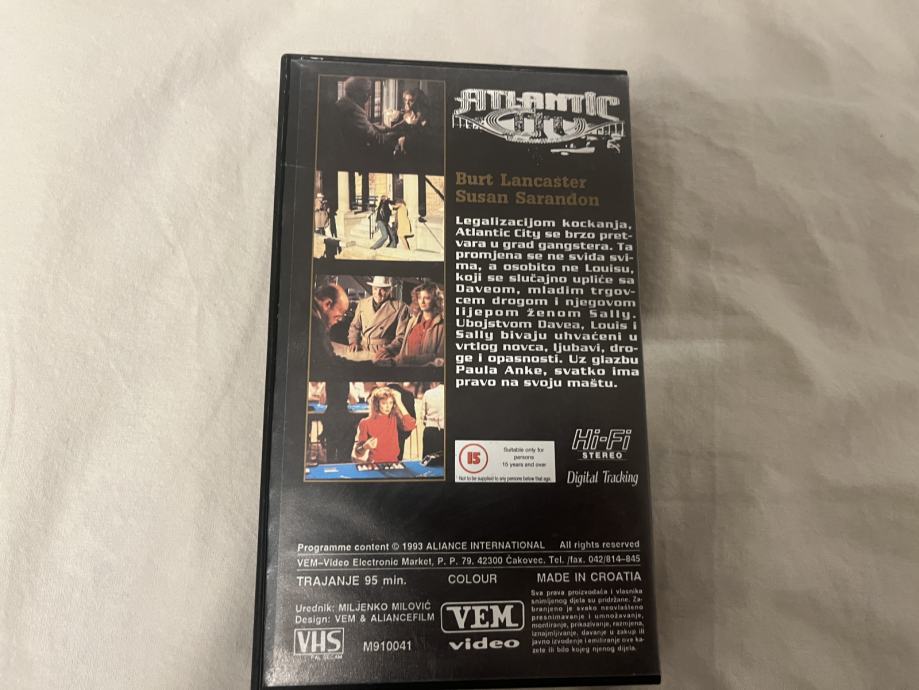 ATLANTIC
CITY
Burt Lancaster
Susan Sarandon
Legalizacijom kockanja,
Atlantic City se brzo pret-
vara u grad gangstera. Ta
promjena se ne sviđa svi-
ma, a osobito ne Louisu,
koji se slučajno upliće sa
Daveom, mladim trgov-
cem drogom i njegovom
lijepom ženom Sally.
Ubojstvom Davea, Louis i
Sally bivaju uhvaćeni u
vrtlog novca, ljubavi, dro-
ge i opasnosti. Uz glazbu
Paula Anke, svatko ima
pravo na svoju maštu.
15
Suitable only for
persons
15 years and over
Not to be supplied to any persons below that age.
Hi-Fi
STEREO
Digital Tracking
Programme content © 1993 ALIANCE INTERNATIONAL All rights reserved
VEM–Video Electronic Market, P. P. 79. 42300 Čakovec. Tel. /fax. 042/814–845
TRAJANJE 95 min. COLOUR MADE IN CROATIA
Urednik: MILJENKO MILOVIĆ
Design: VEM & ALIANCEFILM
VHS
PAL SECAM
M910041
VEM
video
Sva prava proizvođača i vlasnika
snimljenog djela su pridržane. Za-
branjeno je svako neovlašteno
presnimavanje i umnožavanje,
montiranje, prikazivanje, razmjena,
iznajmljivanje, davanje u zakup ili
javno izvođenje i emitiranje ove ka-
zete ili bilo kojeg njenog dijela.